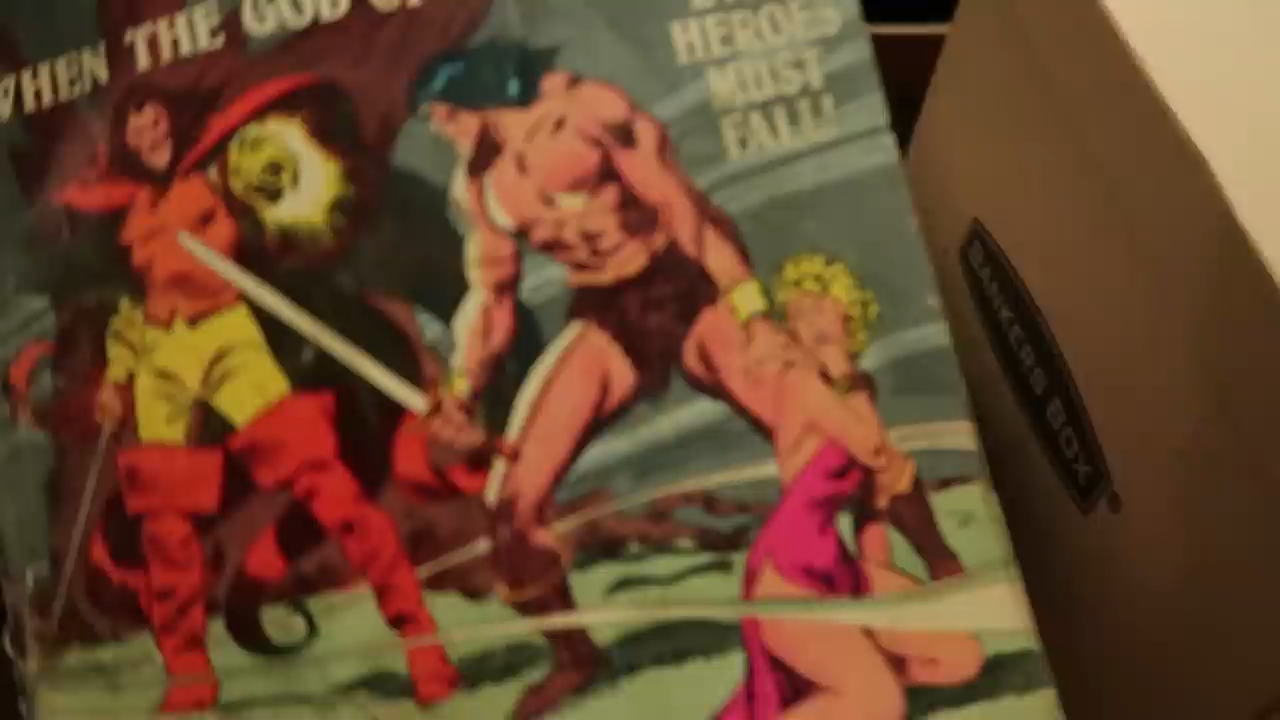 WHEN THE GOD
HEROES
MUST
FALL!
BANKERS BOX